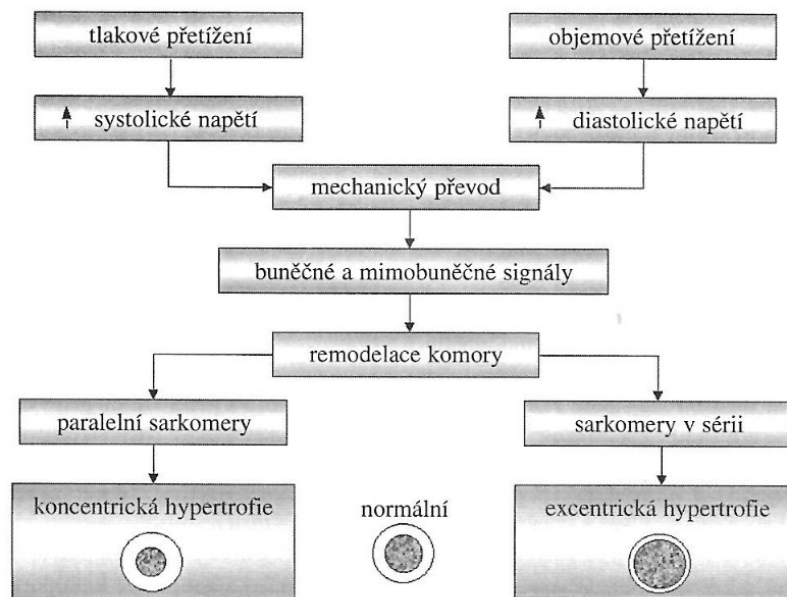 tlakové přetížení
objemové přetížení
systolické napětí
diastolické napětí
mechanický převod
buněčné a mimobuněčné signály
remodelace komory
paralelní sarkomery
sarkomery v sérii
koncentrická hypertrofie
normální
excentrická hypertrofie